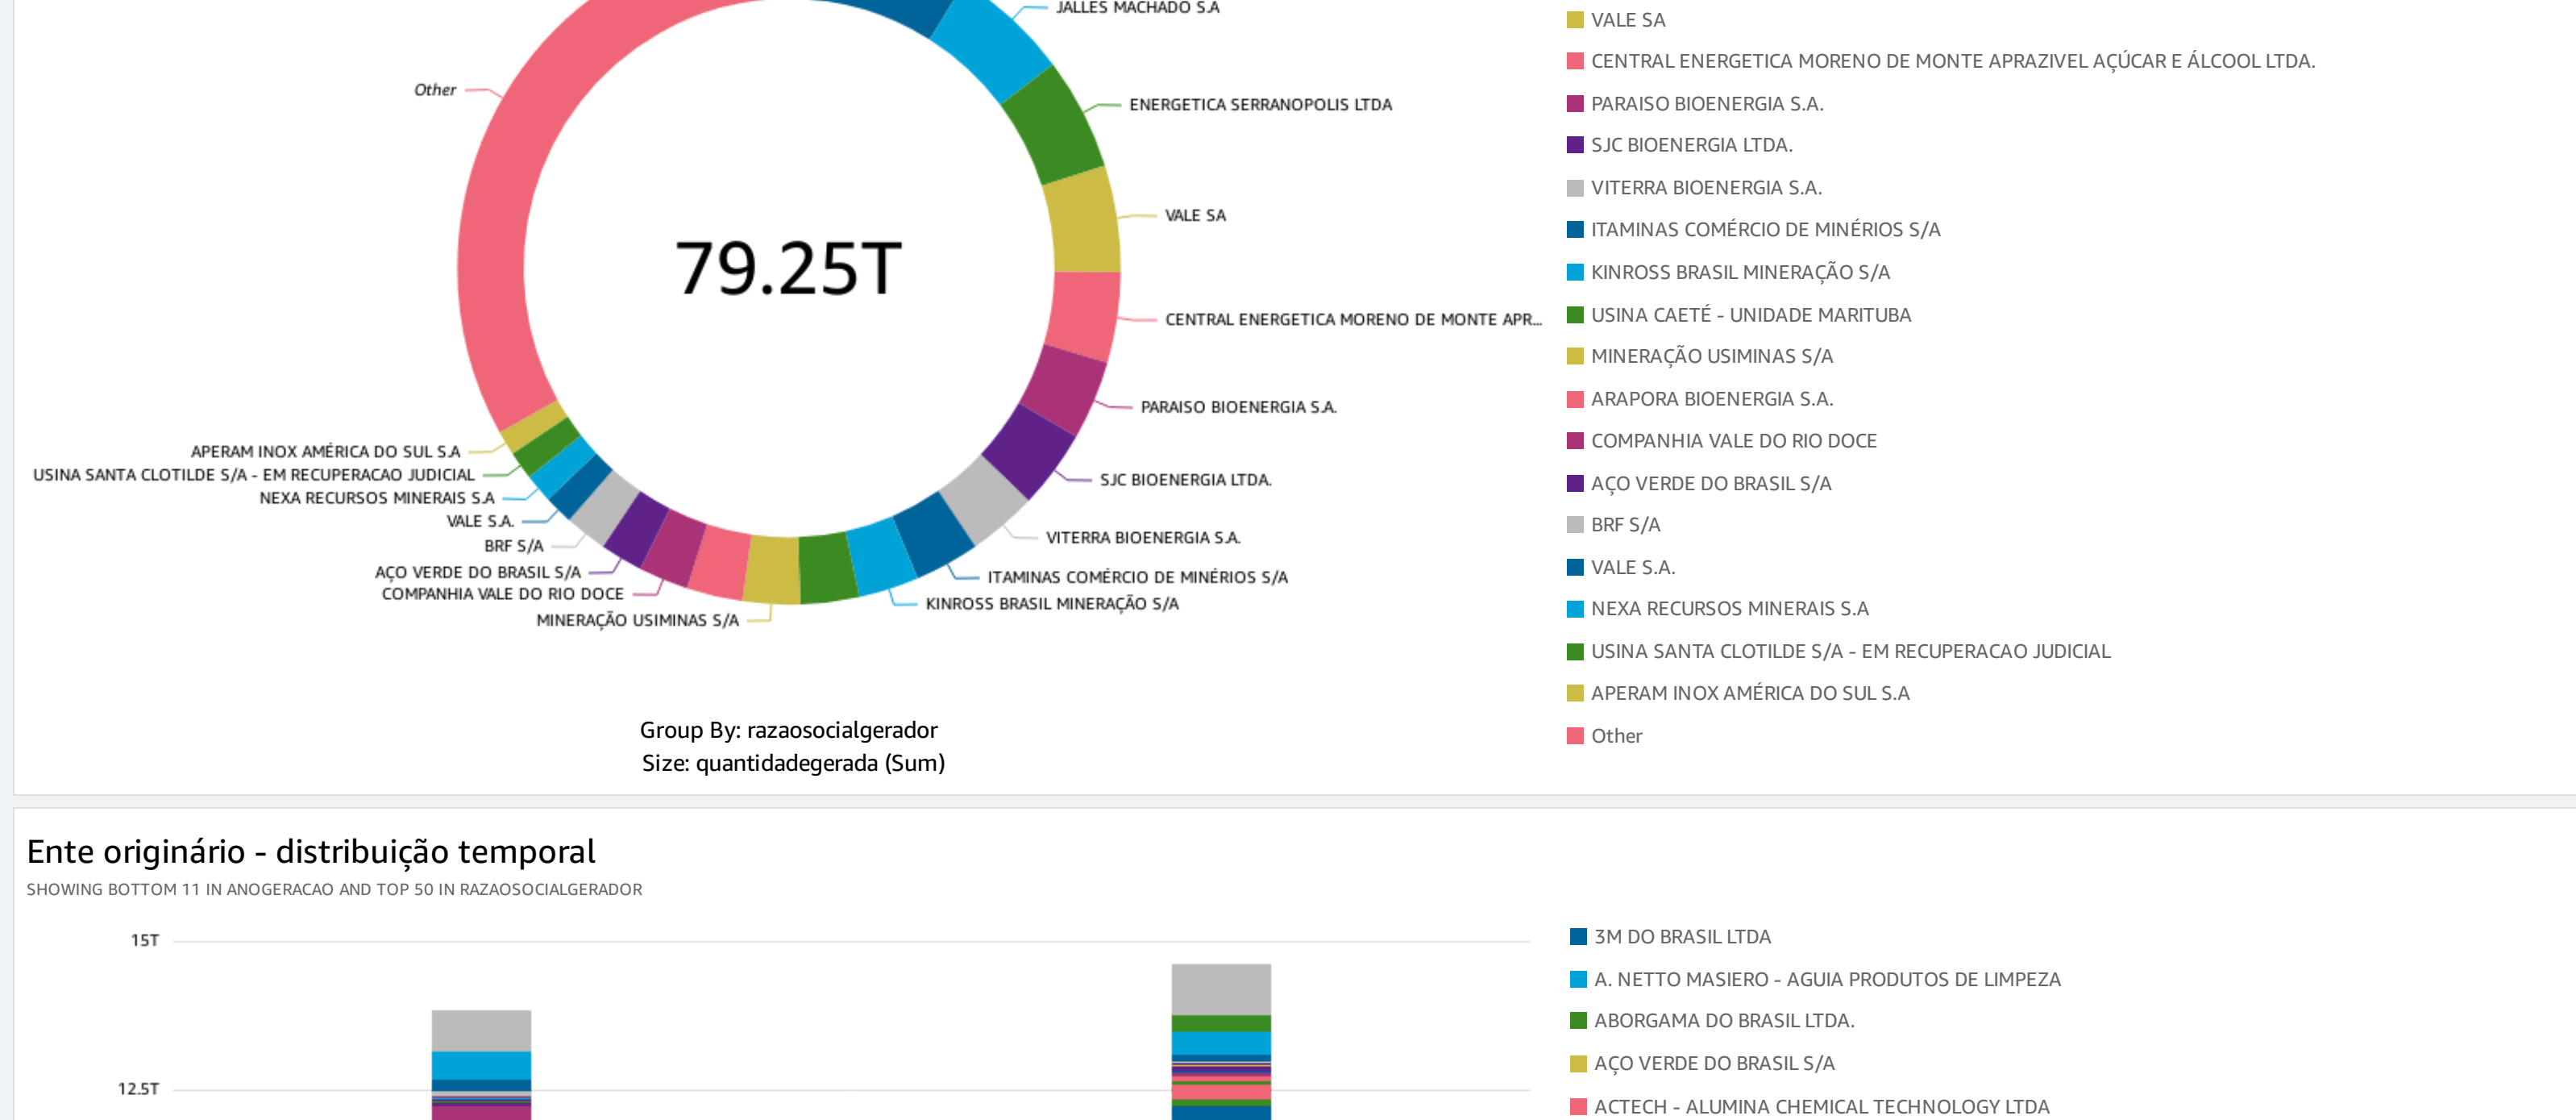 JALLES MACHADO S.A
Other
ENERGETICA SERRANOPOLIS LTDA
VALE SA
79.25T
CENTRAL ENERGETICA MORENO DE MONTE APR...
PARAISO BIOENERGIA S.A.
APERAM INOX AMÉRICA DO SUL S.A
USINA SANTA CLOTILDE S/A - EM RECUPERACAO JUDICIAL
SJC BIOENERGIA LTDA.
NEXA RECURSOS MINERAIS S.A
VALE S.A.
VITERRA BIOENERGIA S.A.
BRF S/A
AÇO VERDE DO BRASIL S/A
ITAMINAS COMÉRCIO DE MINÉRIOS S/A
COMPANHIA VALE DO RIO DOCE
KINROSS BRASIL MINERAÇÃO S/A
MINERAÇÃO USIMINAS S/A
Group By: razaosocialgerador
Size: quantidadegerada (Sum)
VALE SA
CENTRAL ENERGETICA MORENO DE MONTE APRAZIVEL AÇÚCAR E ÁLCOOL LTDA.
PARAISO BIOENERGIA S.A.
SJC BIOENERGIA LTDA.
VITERRA BIOENERGIA S.A.
ITAMINAS COMÉRCIO DE MINÉRIOS S/A
KINROSS BRASIL MINERAÇÃO S/A
USINA CAETÉ - UNIDADE MARITUBA
MINERAÇÃO USIMINAS S/A
ARAPORA BIOENERGIA S.A.
COMPANHIA VALE DO RIO DOCE
AÇO VERDE DO BRASIL S/A
BRF S/A
VALE S.A.
NEXA RECURSOS MINERAIS S.A
USINA SANTA CLOTILDE S/A - EM RECUPERACAO JUDICIAL
APERAM INOX AMÉRICA DO SUL S.A
Other
Ente originário - distribuição temporal
SHOWING BOTTOM 11 IN ANOGERACAO AND TOP 50 IN RAZAOSOCIALGERADOR
15T
12.5T
3M DO BRASIL LTDA
A. NETTO MASIERO - AGUIA PRODUTOS DE LIMPEZA
ABORGAMA DO BRASIL LTDA.
AÇO VERDE DO BRASIL S/A
ACTECH - ALUMINA CHEMICAL TECHNOLOGY LTDA